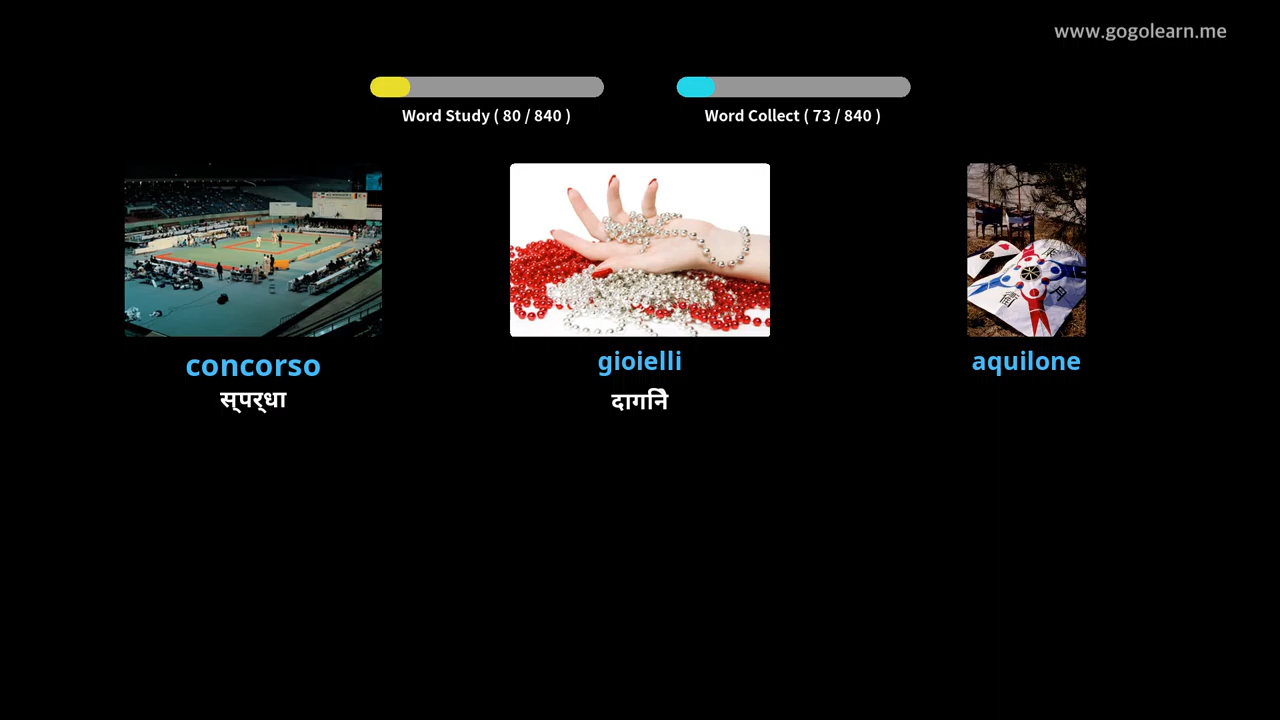 www.gogolearn.me
Word Study ( 80 / 840 )
Word Collect ( 73 / 840 )
concorso
gioielli
aquilone
स्पर्धा
दागिने